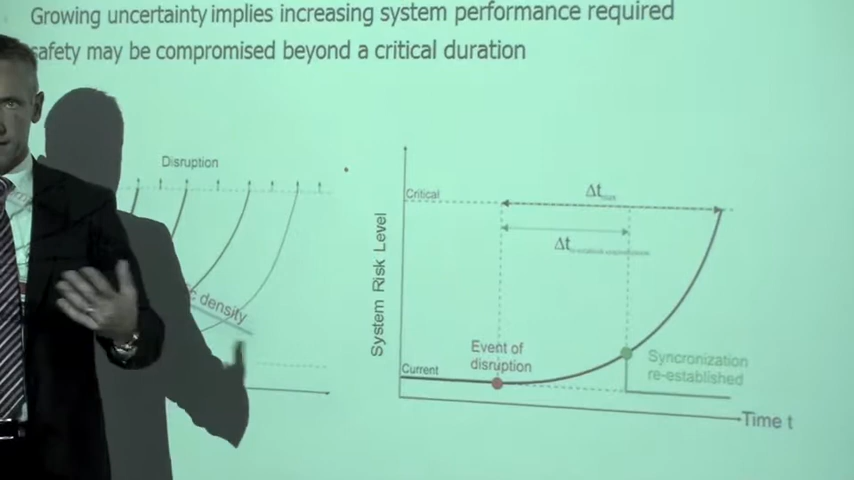 Growing uncertainty implies increasing system performance required
safety may be compromised beyond a critical duration
Disruption
density
System Risk Level
Critical
Δt
Δt
Event of
disruption
Current
Syncronization
re-established
Time t